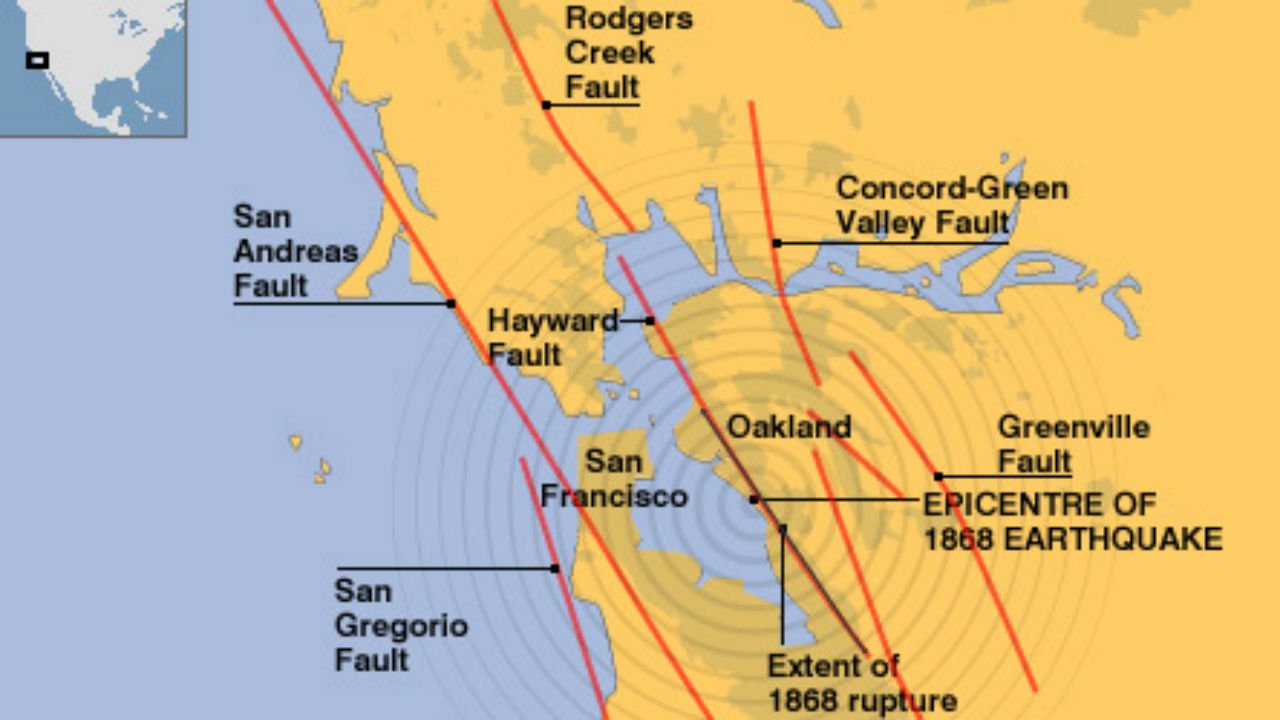 Rodgers
Creek
Fault
Concord-Green
Valley Fault
San
Andreas
Fault
Hayward
Fault
Oakland
Greenville
Fault
San
Francisco
EPICENTRE OF
1868 EARTHQUAKE
San
Gregorio
Fault
Extent of
1868 rupture